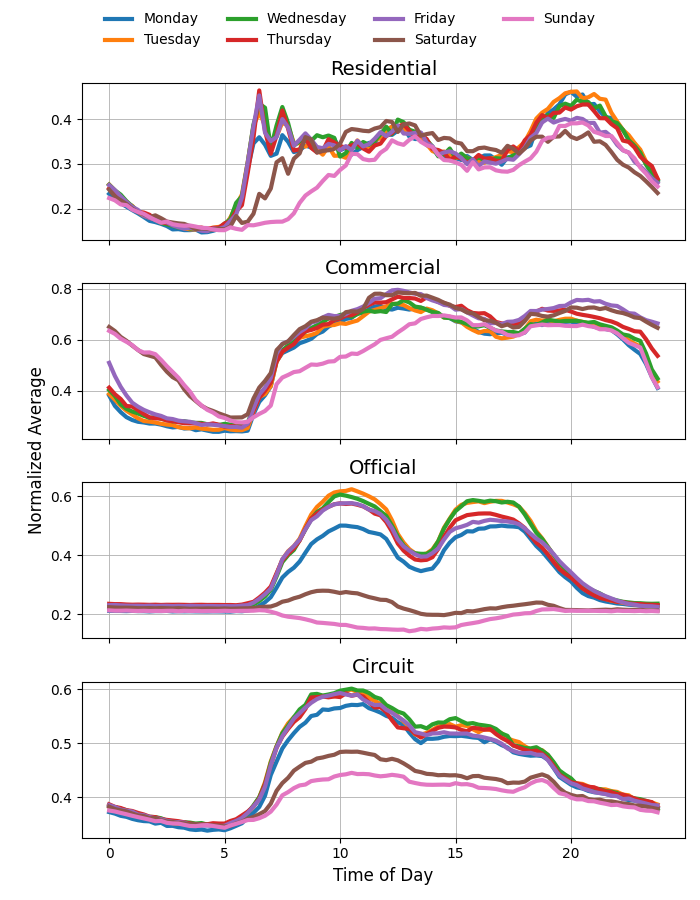 Monday Wednesday Friday Sunday
Tuesday Thursday Saturday
Residential
0.4
0.3
0.2
Commercial
0.8
0.6
0.4
Normalized Average
Official
0.6
0.4
0.2
Circuit
0.6
0.5
0.4
0 5 10 15 20
Time of Day